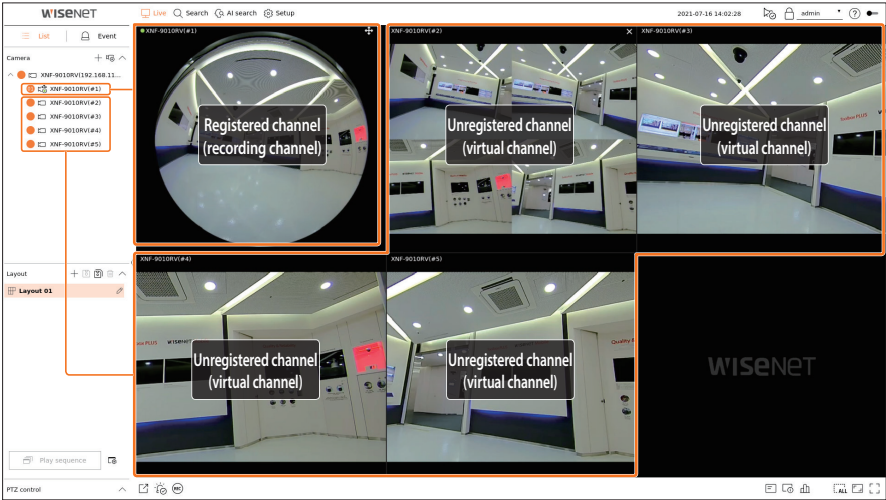 WISENET
Live
Search
AI search
Setup
2021-07-16 14:02:28
admin
List
Event
Camera
XNF-9010RV(192.168.11...
XNF-9010RV(#1)
XNF-9010RV(#2)
XNF-9010RV(#3)
XNF-9010RV(#4)
XNF-9010RV(#5)
XNF-9010RV(#1)
Registered channel
(recording channel)
XNF-9010RV(#2)
Unregistered channel
(virtual channel)
XNF-9010RV(#3)
Unregistered channel
(virtual channel)
XNF-9010RV(#4)
WISENET
Unregistered channel
(virtual channel)
XNF-9010RV(#5)
Quality
Unregistered channel
(virtual channel)
WISENET
Layout
Layout 01
Play sequence
PTZ control
REC
ALL